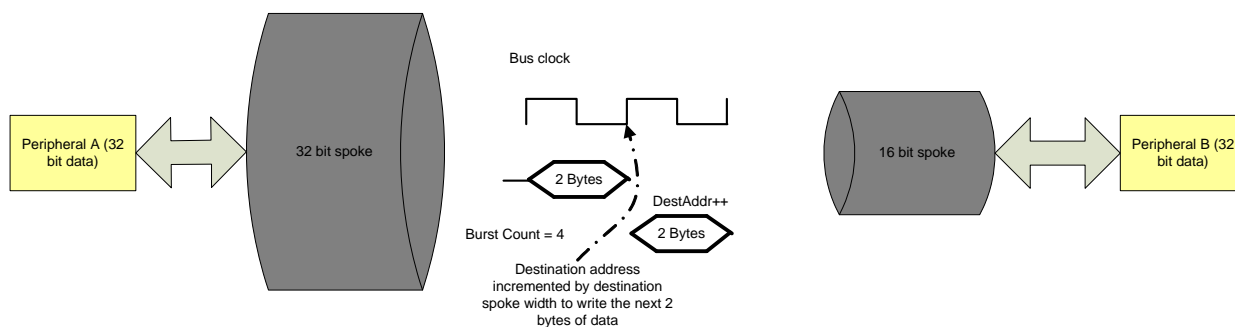 Bus clock
Peripheral A (32
bit data)
32 bit spoke
2 Bytes
16 bit spoke
Peripheral B (32
bit data)
DestAddr++
2 Bytes
Burst Count = 4
Destination address
incremented by destination
spoke width to write the next 2
bytes of data